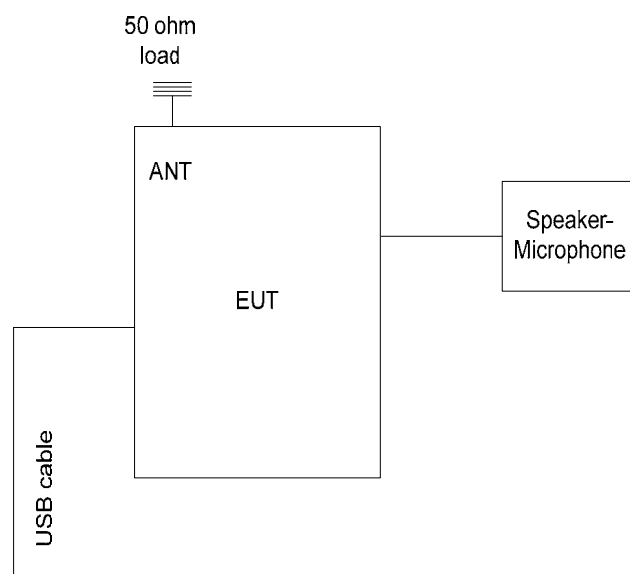 50 ohm
load
ANT
Speaker-
Microphone
EUT
USB cable